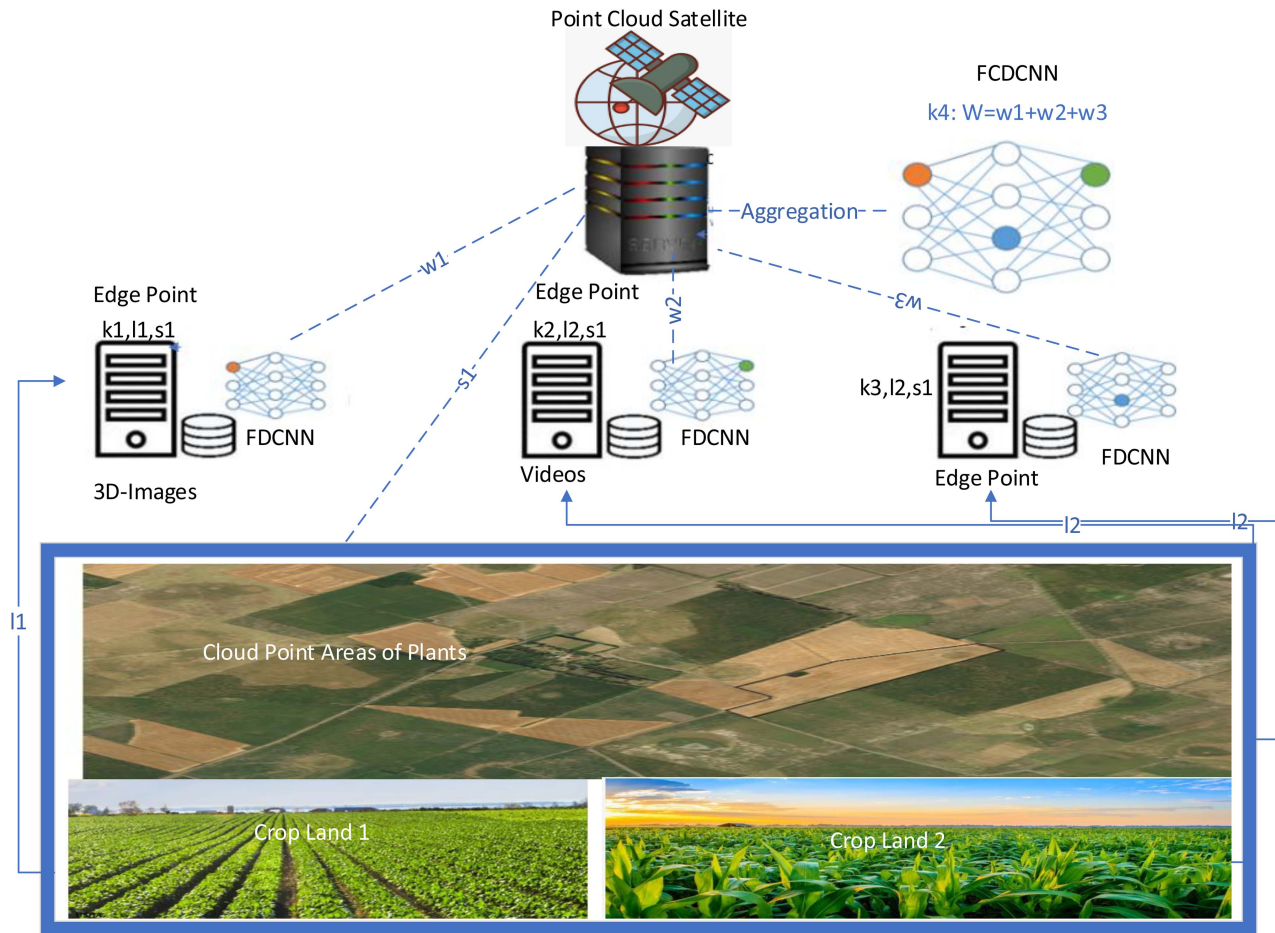 Point Cloud Satellite
FCDCNN
k4: W=w1+w2+w3
Aggregation
w1
s1
w2
w3
Edge Point
k1,l1,s1
FDCNN
3D-Images
Edge Point
k2,l2,s1
FDCNN
Videos
k3,l2,s1
FDCNN
Edge Point
l1
l2
l2
Cloud Point Areas of Plants
Crop Land 1
Crop Land 2